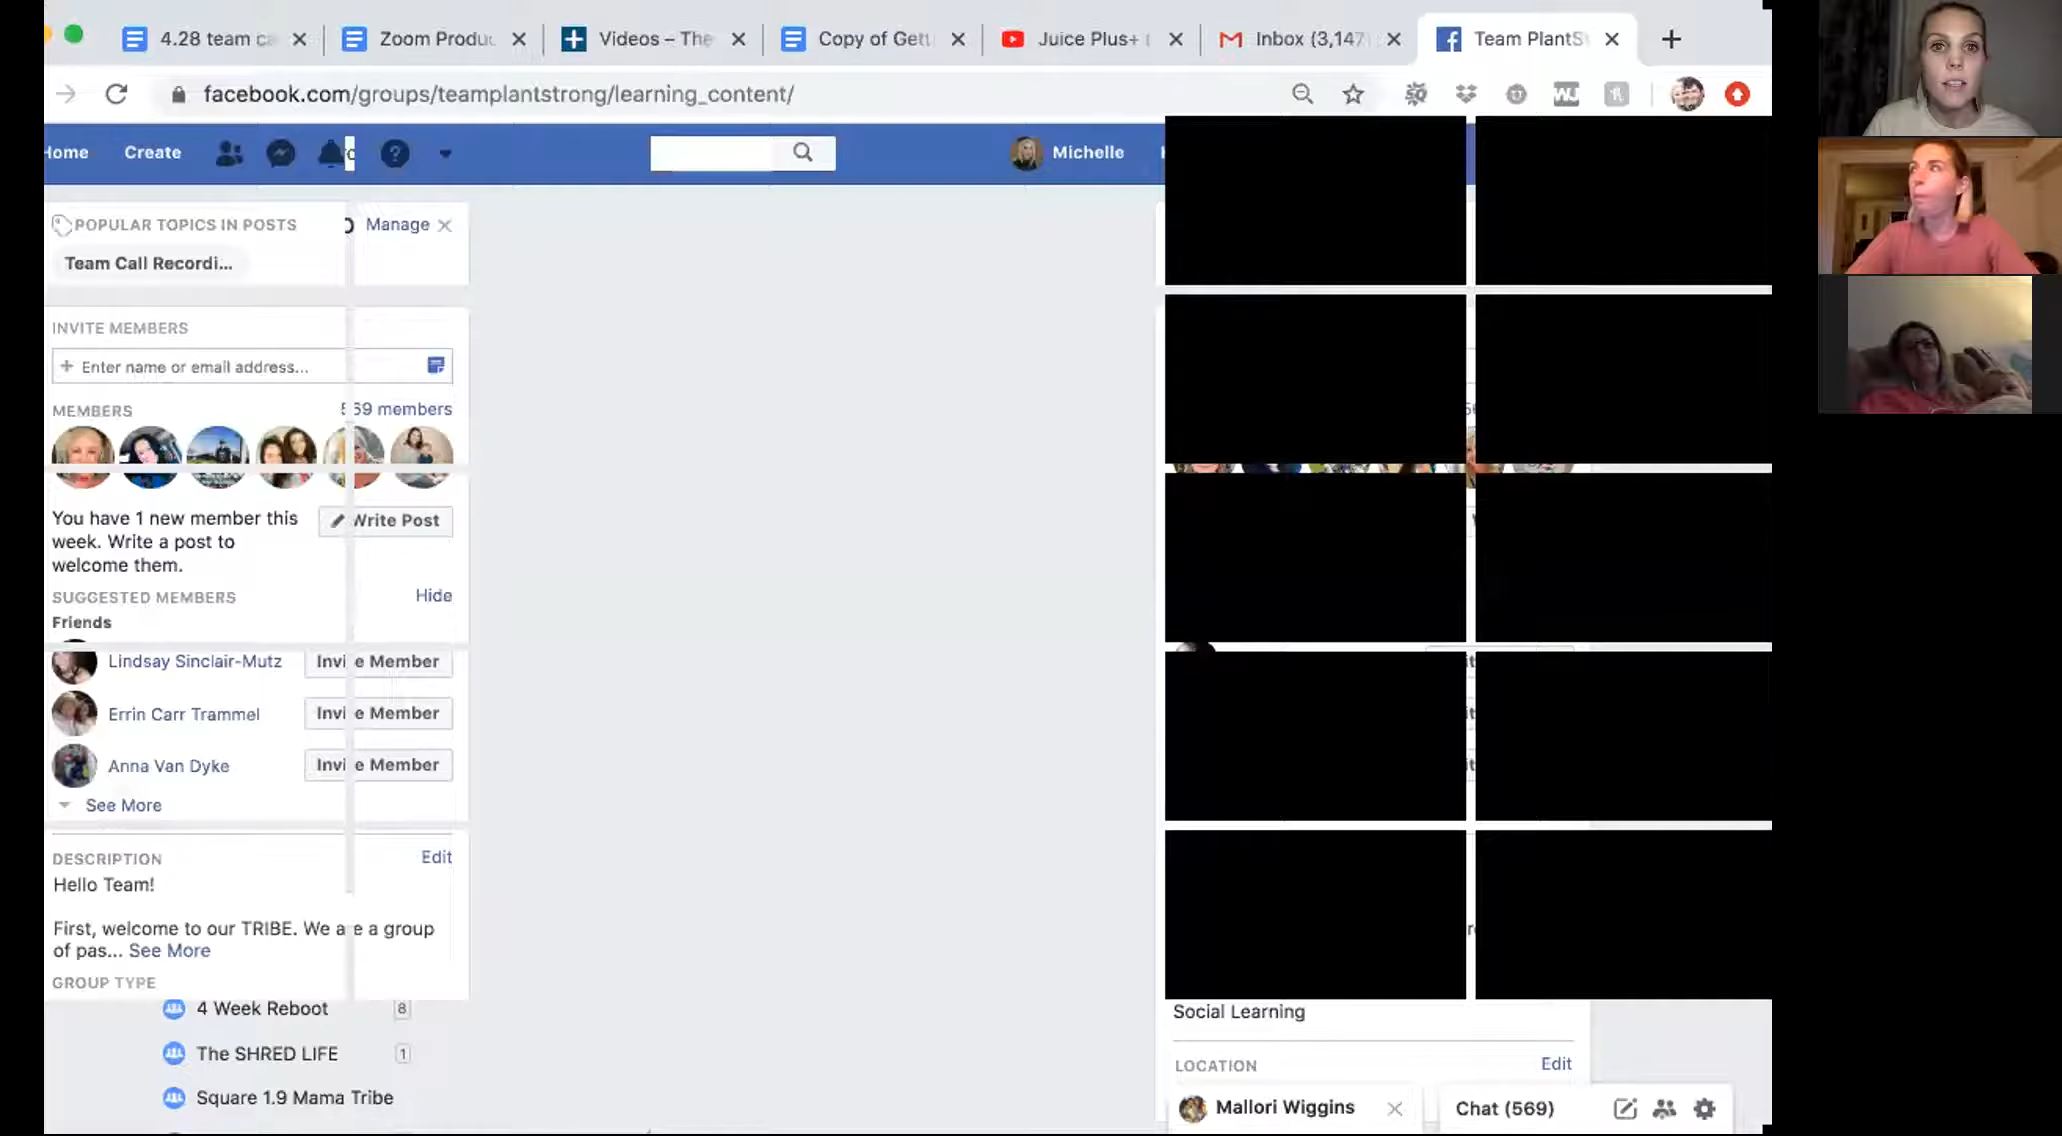 4.28 team ca
Zoom Produc
Videos – The
Copy of Gett
Juice Plus+
Inbox (3,147
Team PlantS
facebook.com/groups/teamplantstrong/learning_content/
Home
Create
Michelle
POPULAR TOPICS IN POSTS
Manage
Team Call Recordi...
INVITE MEMBERS
+ Enter name or email address...
MEMBERS
569 members
You have 1 new member this
week. Write a post to
welcome them.
Write Post
SUGGESTED MEMBERS
Hide
Friends
Lindsay Sinclair-Mutz
Invite Member
Errin Carr Trammel
Invite Member
Anna Van Dyke
Invite Member
See More
DESCRIPTION
Edit
Hello Team!
First, welcome to our TRIBE. We are a group
of pas... See More
GROUP TYPE
4 Week Reboot
8
The SHRED LIFE
1
Square 1.9 Mama Tribe
Social Learning
LOCATION
Edit
Mallori Wiggins
Chat (569)